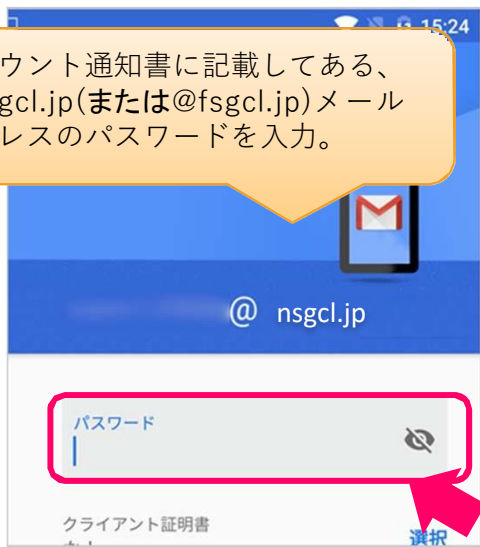 15:24
ウント通知書に記載してある、
gcl.jp(または@fsgcl.jp)メール
レスのパスワードを入力。
@ nsgcl.jp
パスワード
クライアント証明書
選択